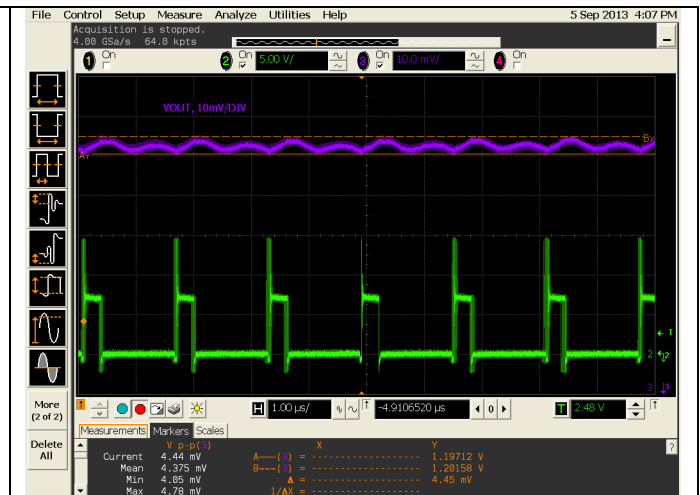 File Control Setup Measure Analyze Utilities Help 5 Sep 2013 4:07 PM
Acquisition is stopped.
4.00 GSa/s 64.0 kpts
1 On 2 On 5.00 V/ 3 On 10.0 mV/ 4 On
VOUT, 10mV/DIV
By
Ay
T
2 2
3
More
(2 of 2)
Delete
All
H 1.00 µs/ -4.9106520 µs 0 T 2.48 V
Measurements Markers Scales
V p-p(3) X Y
Current 4.44 mV A———(3) = ------------------ 1.19712 V
Mean 4.375 mV B---(3) = ------------------ 1.20158 V
Min 4.05 mV Δ = ------------------ 4.45 mV
Max 4.78 mV 1/ΔX = ------------------
?